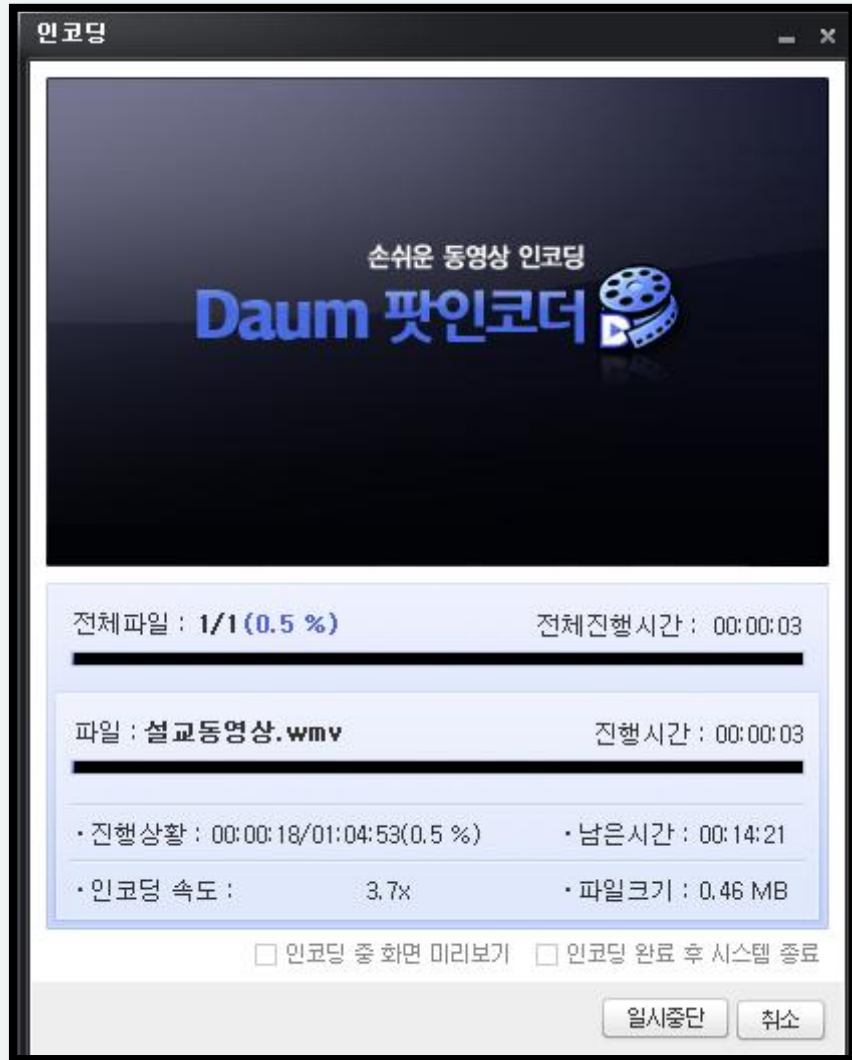 인코딩
손쉬운 동영상 인코딩
Daum 팟인코더
전체파일 : 1/1(0.5 %) 전체진행시간 : 00:00:03
파일 : 설교동영상.wmv 진행시간 : 00:00:03
· 진행상황 : 00:00:18/01:04:53(0.5 %) · 남은시간 : 00:14:21
· 인코딩 속도 : 3.7x · 파일크기 : 0.46 MB
인코딩 중 화면 미리보기 인코딩 완료 후 시스템 종료
일시중단 취소